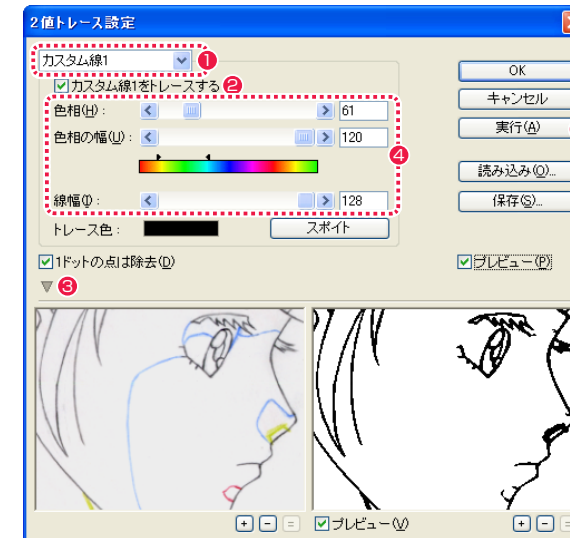 2値トレース設定
カスタム線1
1
カスタム線1をトレースする
2
色相(H):
61
色相の幅(U):
120
4
線幅(I):
128
トレース色:
スポイト
1ドットの点は除去(D)
3
OK
キャンセル
実行(A)
読み込み(O)...
保存(S)...
プレビュー(P)
+ - =
プレビュー(V)
+ - =